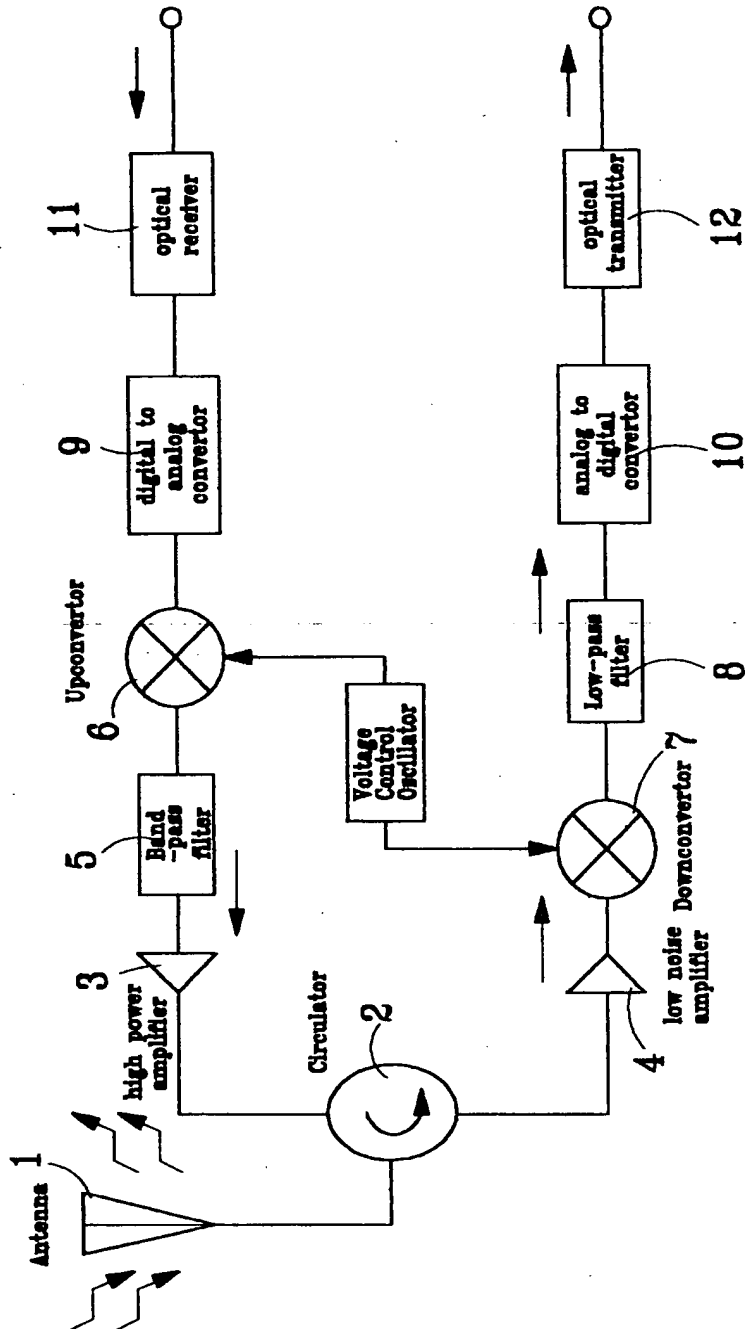 1
Antenna
high power
amplifier
3
5
Band
-pass
filter
Upconvertor
6
9
digital to
analog
convertor
11
optical
receiver
Circulator
2
Voltage
Control
Oscillator
4
low noise
amplifier
Downconvertor
7
Low-pass
filter
8
analog to
digital
convertor
10
optical
transmitter
12